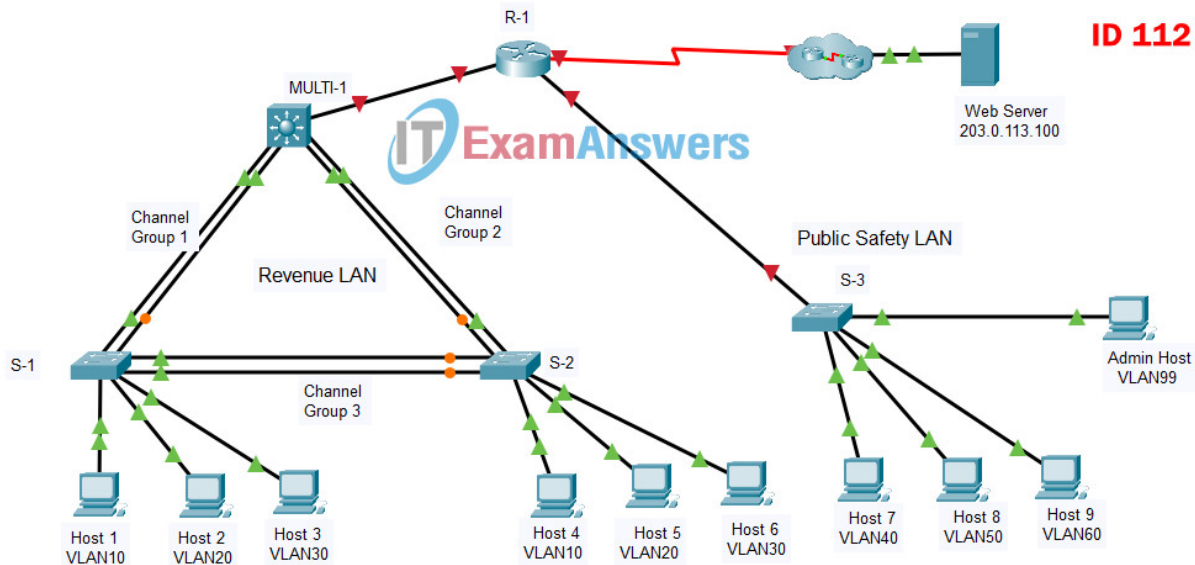 R-1
ID 112
MULTI-1
Web Server
203.0.113.100
ITExamAnswers
Channel
Group 1
Channel
Group 2
Revenue LAN
Public Safety LAN
S-3
S-1
S-2
Channel
Group 3
Admin Host
VLAN99
Host 1
VLAN10
Host 2
VLAN20
Host 3
VLAN30
Host 4
VLAN10
Host 5
VLAN20
Host 6
VLAN30
Host 7
VLAN40
Host 8
VLAN50
Host 9
VLAN60